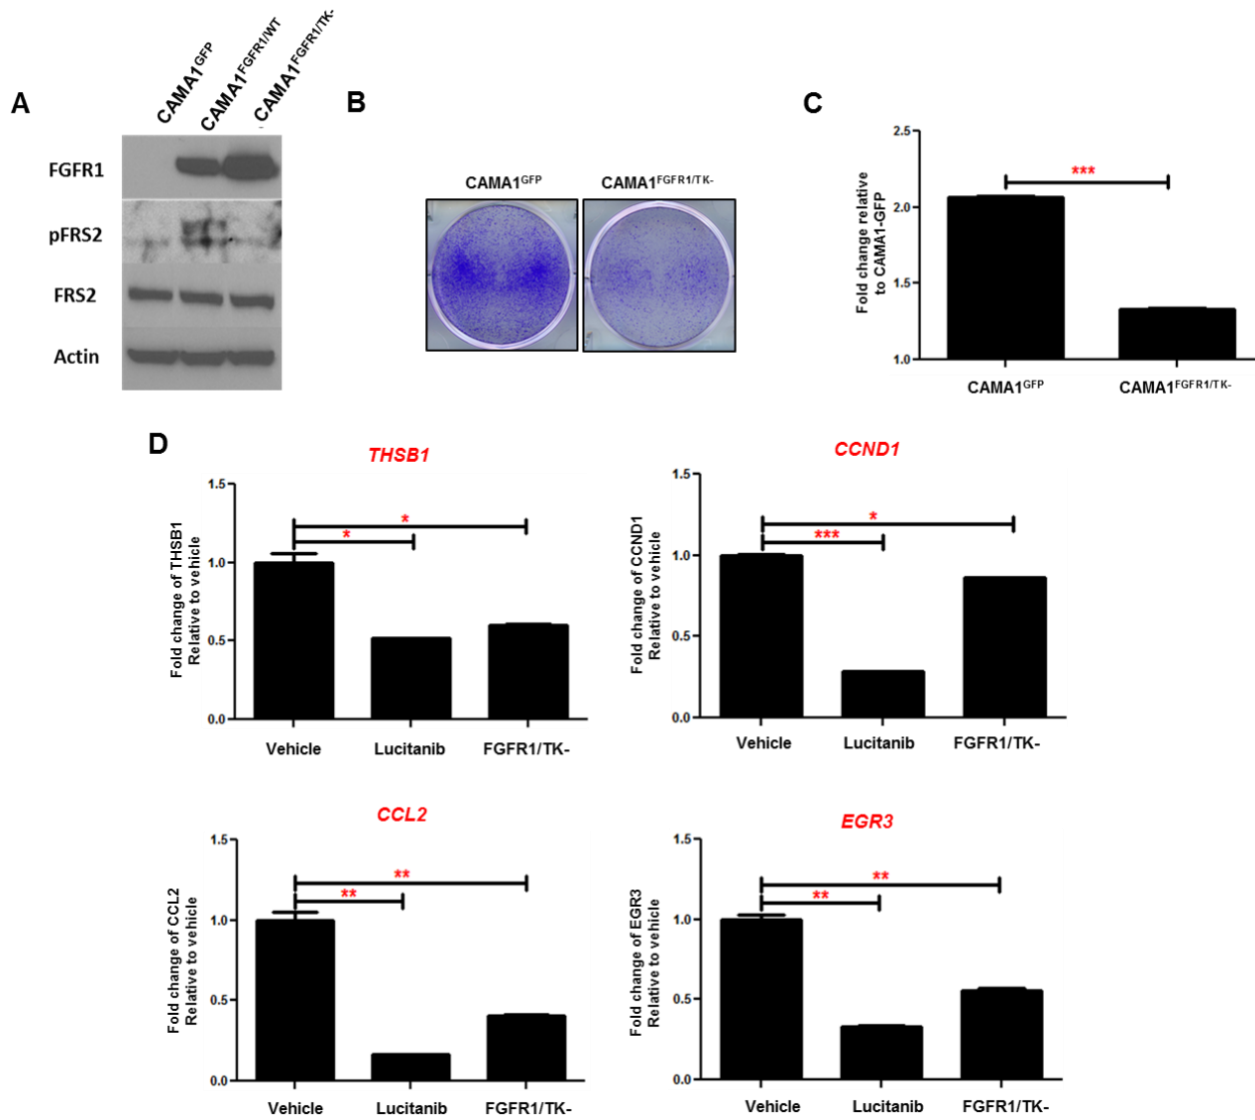 A
CAMA1GFP
CAMA1FGFR1/WT
CAMA1FGFR1/TK-
FGFR1
pFRS2
FRS2
Actin
B
CAMA1GFP
CAMA1FGFR1/TK-
C
Fold change relative
to CAMA1-GFP
2.5
2.0
1.5
1.0
***
CAMA1GFP
CAMA1FGFR1/TK-
D
THSB1
Fold change of THSB1
Relative to vehicle
1.5
1.0
0.5
0.0
*
*
Vehicle
Lucitanib
FGFR1/TK-
CCND1
Fold change of CCND1
Relative to vehicle
1.5
1.0
0.5
0.0
*
***
Vehicle
Lucitanib
FGFR1/TK-
CCL2
Fold change of CCL2
Relative to vehicle
1.5
1.0
0.5
0.0
**
**
Vehicle
Lucitanib
FGFR1/TK-
EGR3
Fold change of EGR3
Relative to vehicle
1.5
1.0
0.5
0.0
**
**
Vehicle
Lucitanib
FGFR1/TK-